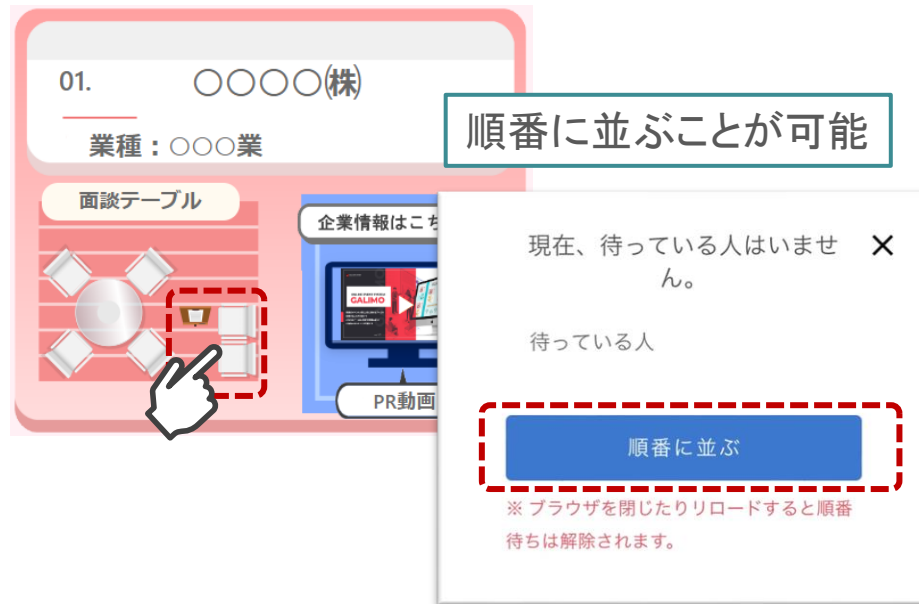 01. ○○○○㈱
業種：○○○業
順番に並ぶことが可能
面談テーブル
企業情報はこち
GALIMO
PR動画
現在、待っている人はいませ
ん。
待っている人
順番に並ぶ
※ ブラウザを閉じたりリロードすると順番
待ちは解除されます。